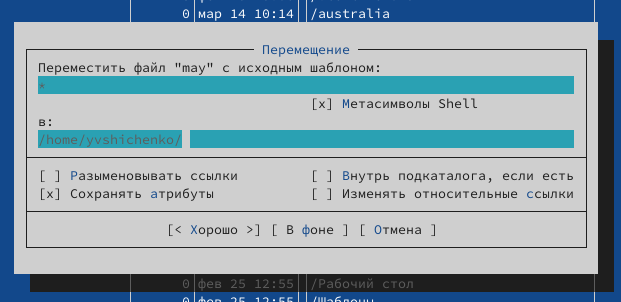 0 мар 14 10:14 /australia
Перемещение
Переместить файл "may" с исходным шаблоном:
*
[x] Метасимволы Shell
в:
/home/yvshichenko/
[ ] Разыменовывать ссылки [ ] Внутрь подкаталога, если есть
[x] Сохранять атрибуты [ ] Изменять относительные ссылки
[< Хорошо >] [ В фоне ] [ Отмена ]
0 фев 25 12:55 /Рабочий стол
0 фев 25 12:55 /Шаблоны